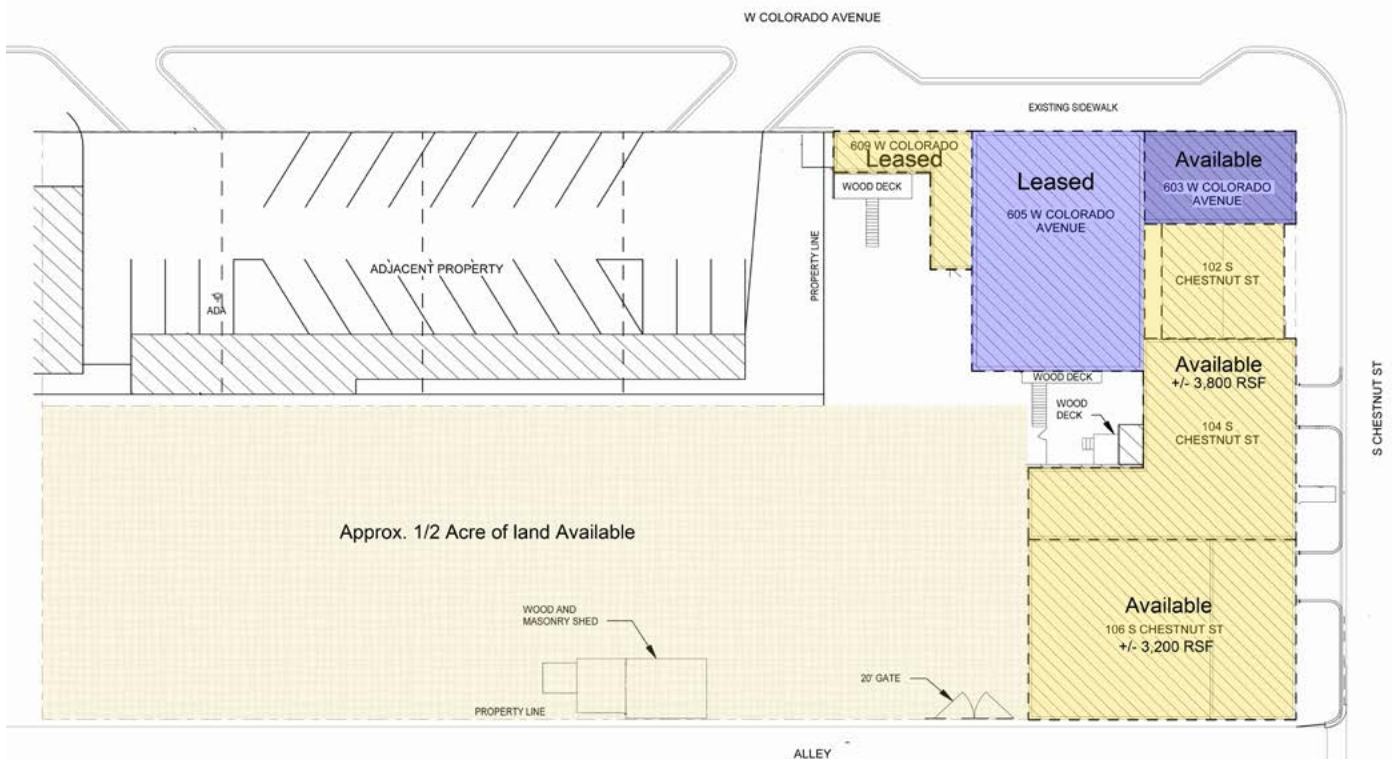 W COLORADO AVENUE
EXISTING SIDEWALK
609 W COLORADO
Leased
WOOD DECK
Leased
605 W COLORADO
AVENUE
Available
603 W COLORADO
AVENUE
PROPERTY LINE
ADJACENT PROPERTY
ADA
102 S
CHESTNUT ST
Available
+/- 3,800 RSF
104 S
CHESTNUT ST
WOOD DECK
WOOD
DECK
S CHESTNUT ST
Approx. 1/2 Acre of land Available
WOOD AND
MASONRY SHED
Available
106 S CHESTNUT ST
+/- 3,200 RSF
20' GATE
PROPERTY LINE
ALLEY